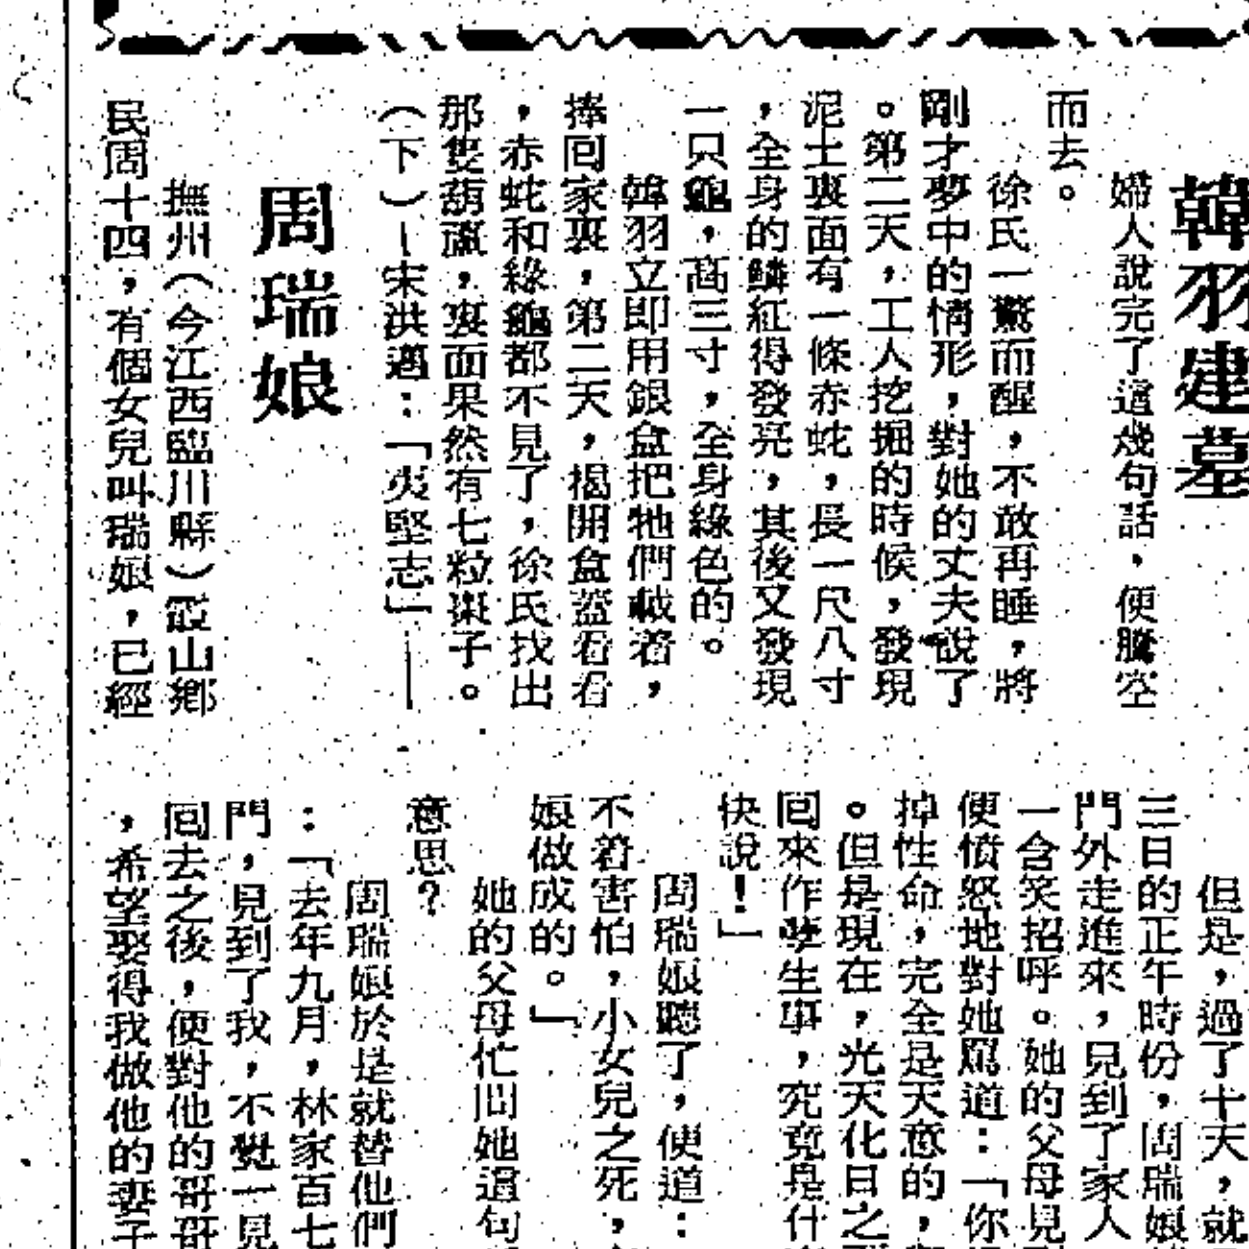 韓羽建墓
婦人說完了這幾句話，便騰空
而去。
徐氏一驚而醒，不敢再睡，將
剛才夢中的情形，對她的丈夫說了
。第二天，工人挖掘的時候，發現
泥土裏面有一條赤蛇，長一尺八寸
，全身的鱗紅得發亮，其後又發現
一只龜，高三寸，全身綠色的。
韓羽立即用銀盒把牠們載着，
捧回家裏，第二天，揭開盒蓋看看
，赤蛇和綠龜都不見了，徐氏找出
那隻葫蘆，裏面果然有七粒棗子。
（下）—宋洪邁：「夷堅志」——
周瑞娘
撫州（今江西臨川縣）霞山鄉
民周十四，有個女兒叫瑞娘，已經
但是，過了十天，就
三日的正午時份，周瑞娘
門外走進來，見到了家人
一含笑招呼。她的父母見
便憤怒地對她罵道：「你
掉性命，完全是天意的，
。但是現在，光天化日之
回來作孽生事，究竟是什
快說！」
周瑞娘聽了，便道：
不着害怕，小女兒之死，
娘做成的。」
她的父母忙問她這句
意思？
周瑞娘於是就替他們
：「去年九月，林家百七
門，見到了我，不覺一見
回去之後，便對他的哥哥
，希望娶得我做他的妻子